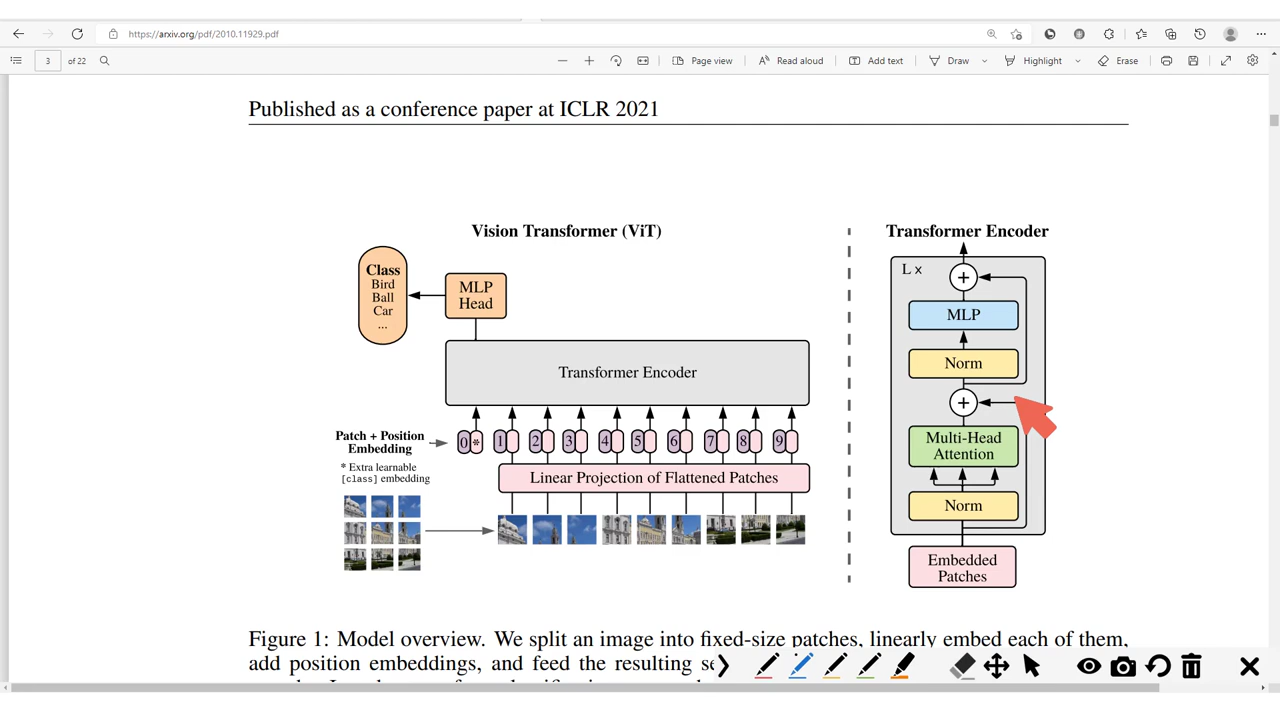 https://arxiv.org/pdf/2010.11929.pdf
3 of 22
Page view
Read aloud
Add text
Draw
Highlight
Erase
Published as a conference paper at ICLR 2021
Vision Transformer (ViT)
Class
Bird
Ball
Car
...
MLP
Head
Transformer Encoder
Patch + Position
Embedding
* Extra learnable
[class] embedding
0 * 1 2 3 4 5 6 7 8 9
Linear Projection of Flattened Patches
Transformer Encoder
L x
+
MLP
Norm
+
Multi-Head
Attention
Norm
Embedded
Patches
Figure 1: Model overview. We split an image into fixed-size patches, linearly embed each of them,
add position embeddings, and feed the resulting